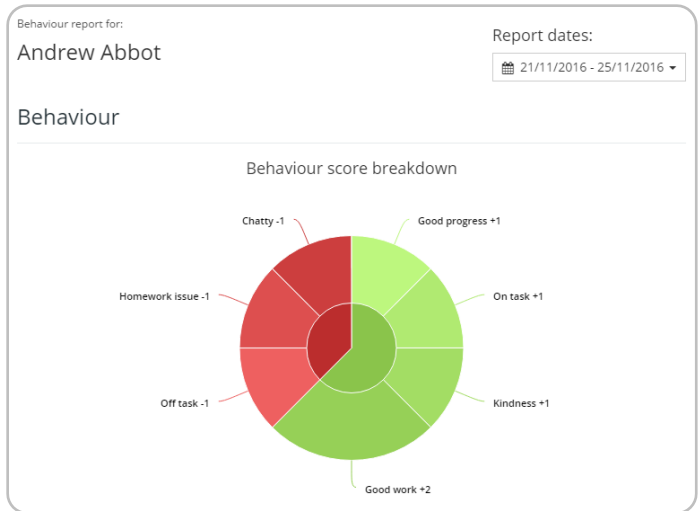 Behaviour report for:
Andrew Abbot
Report dates:
21/11/2016 - 25/11/2016
Behaviour
Behaviour score breakdown
Chatty -1
Good progress +1
Homework issue -1
On task +1
Off task -1
Kindness +1
Good work +2